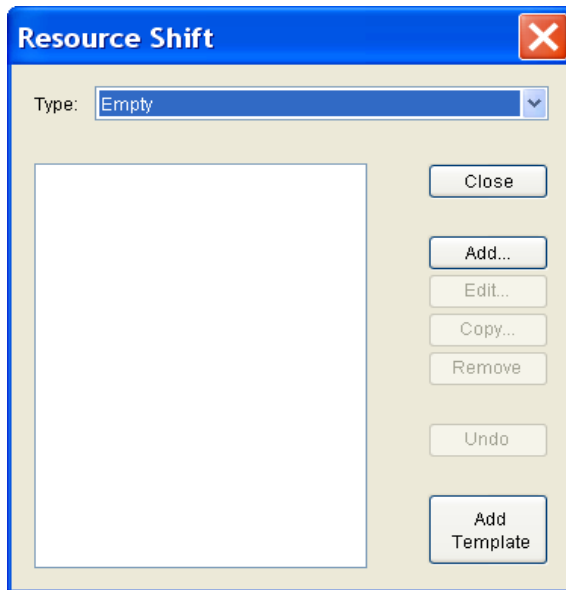 Resource Shift
Type: Empty
Close
Add...
Edit...
Copy...
Remove
Undo
Add
Template